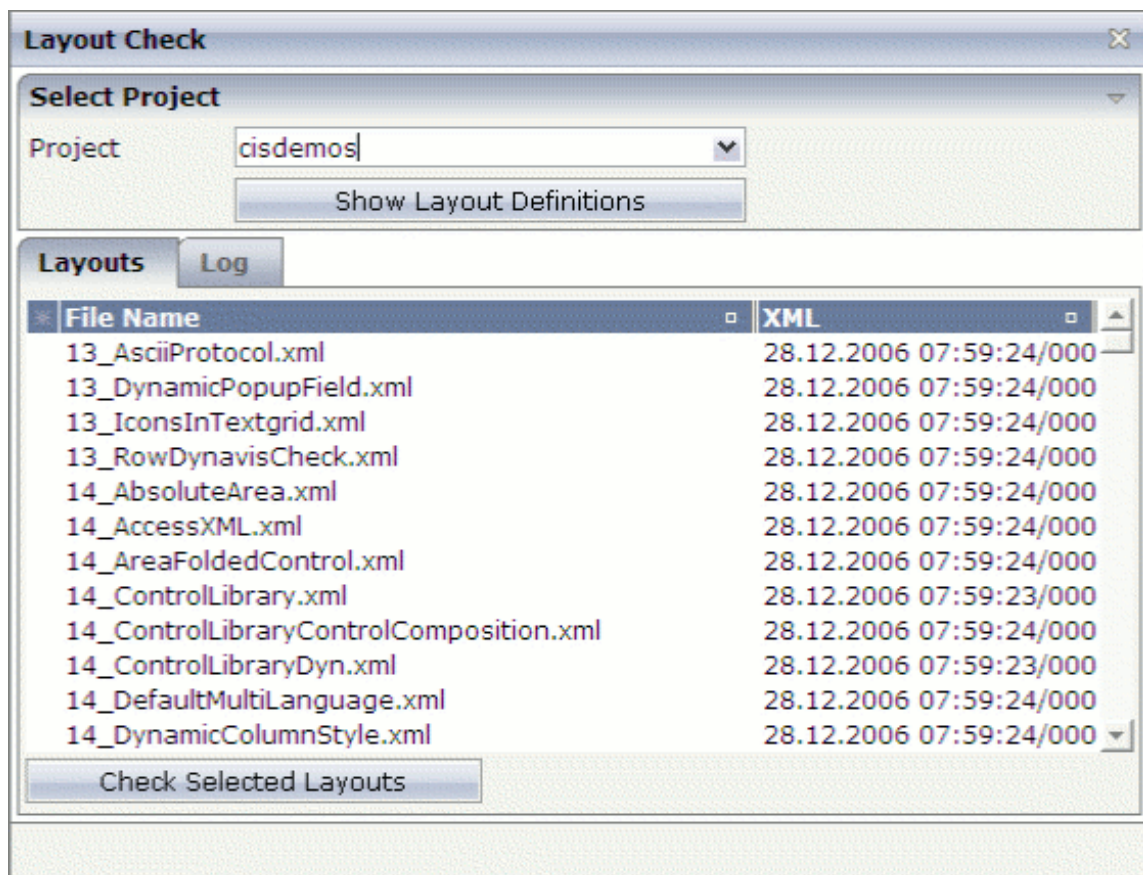 Layout Check
Select Project
Project cisdemos
Show Layout Definitions
Layouts Log
File Name XML
13_AsciiProtocol.xml 28.12.2006 07:59:24/000
13_DynamicPopupField.xml 28.12.2006 07:59:24/000
13_IconsInTextgrid.xml 28.12.2006 07:59:24/000
13_RowDynavisCheck.xml 28.12.2006 07:59:24/000
14_AbsoluteArea.xml 28.12.2006 07:59:24/000
14_AccessXML.xml 28.12.2006 07:59:24/000
14_AreaFoldedControl.xml 28.12.2006 07:59:24/000
14_ControlLibrary.xml 28.12.2006 07:59:23/000
14_ControlLibraryControlComposition.xml 28.12.2006 07:59:24/000
14_ControlLibraryDyn.xml 28.12.2006 07:59:23/000
14_DefaultMultiLanguage.xml 28.12.2006 07:59:24/000
14_DynamicColumnStyle.xml 28.12.2006 07:59:24/000
Check Selected Layouts